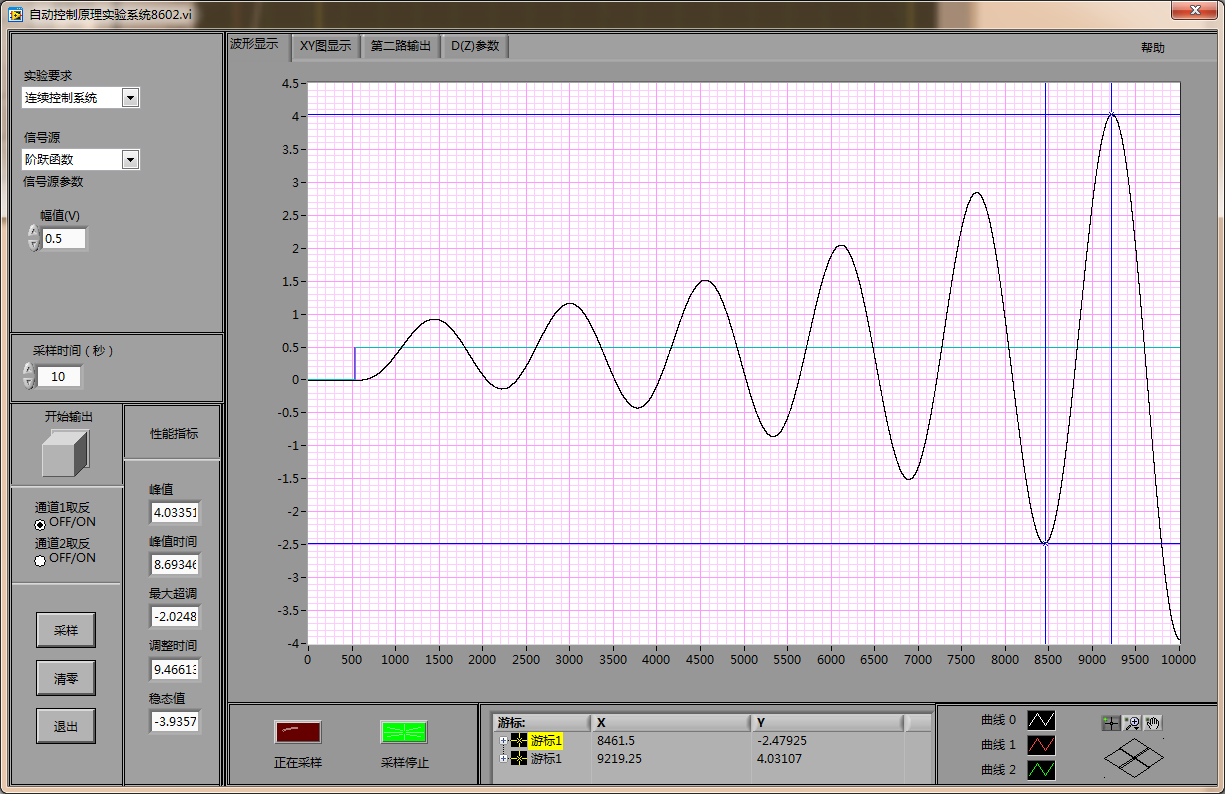 自动控制原理实验系统8602.vi
波形显示 XY图显示 第二路输出 D(Z)参数 帮助
实验要求
连续控制系统
信号源
阶跃函数
信号源参数
幅值(V)
0.5
采样时间（秒）
10
开始输出
性能指标
通道1取反
OFF/ON
通道2取反
OFF/ON
采样
清零
退出
峰值
4.03351
峰值时间
8.69346
最大超调
-2.0248
调整时间
9.46613
稳态值
-3.9357
4.5
4
3.5
3
2.5
2
1.5
1
0.5
0
-0.5
-1
-1.5
-2
-2.5
-3
-3.5
-4
0 500 1000 1500 2000 2500 3000 3500 4000 4500 5000 5500 6000 6500 7000 7500 8000 8500 9000 9500 10000
正在采样 采样停止
游标: X Y
游标1 8461.5 -2.47925
游标1 9219.25 4.03107
曲线 0
曲线 1
曲线 2